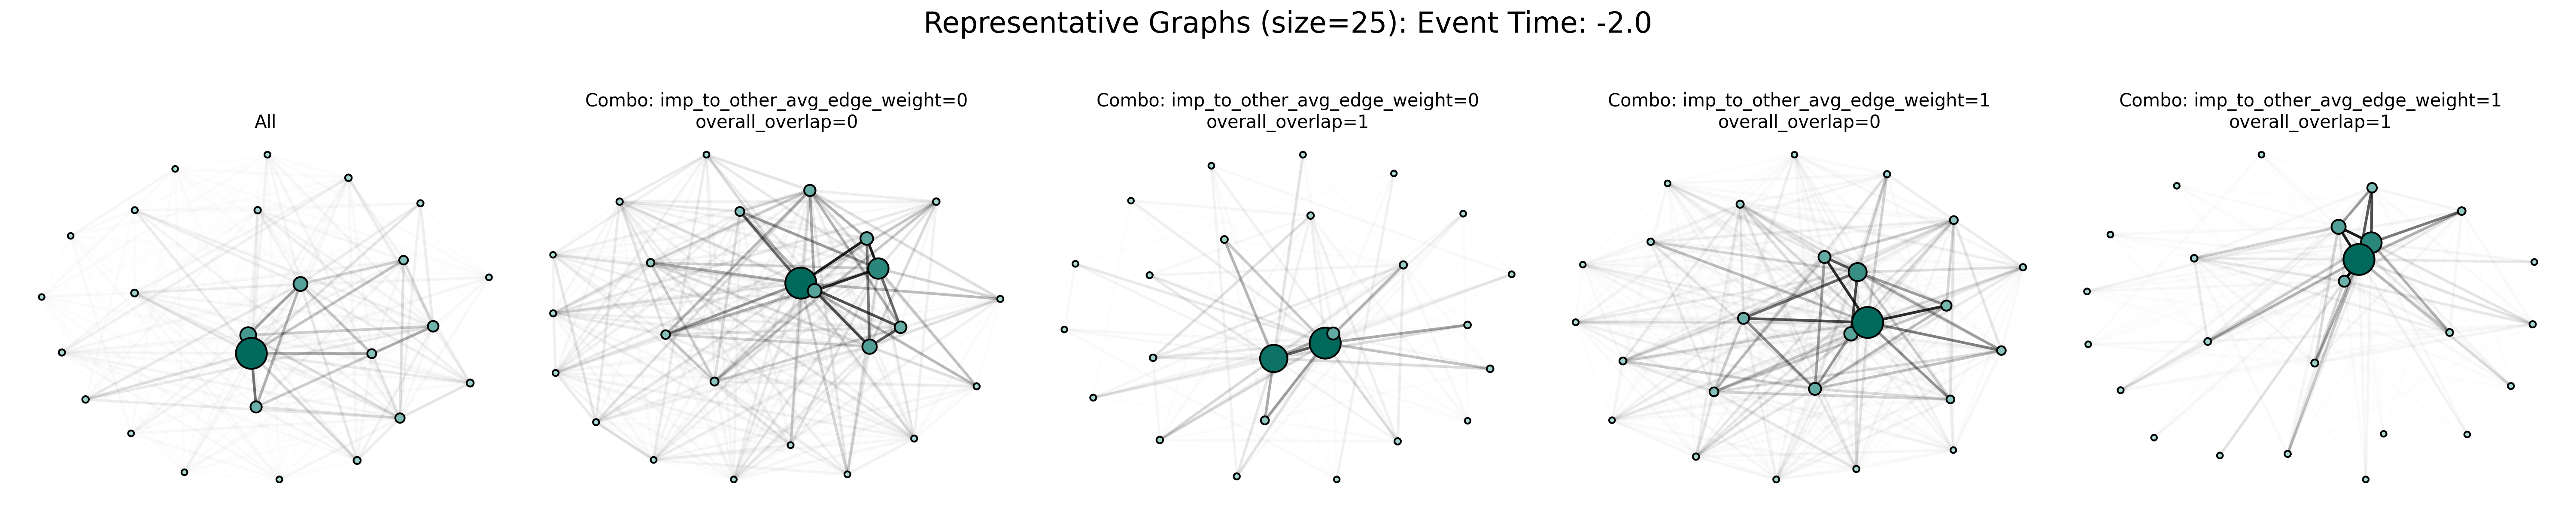 Representative Graphs (size=25): Event Time: -2.0
All
Combo: imp_to_other_avg_edge_weight=0
overall_overlap=0
Combo: imp_to_other_avg_edge_weight=0
overall_overlap=1
Combo: imp_to_other_avg_edge_weight=1
overall_overlap=0
Combo: imp_to_other_avg_edge_weight=1
overall_overlap=1